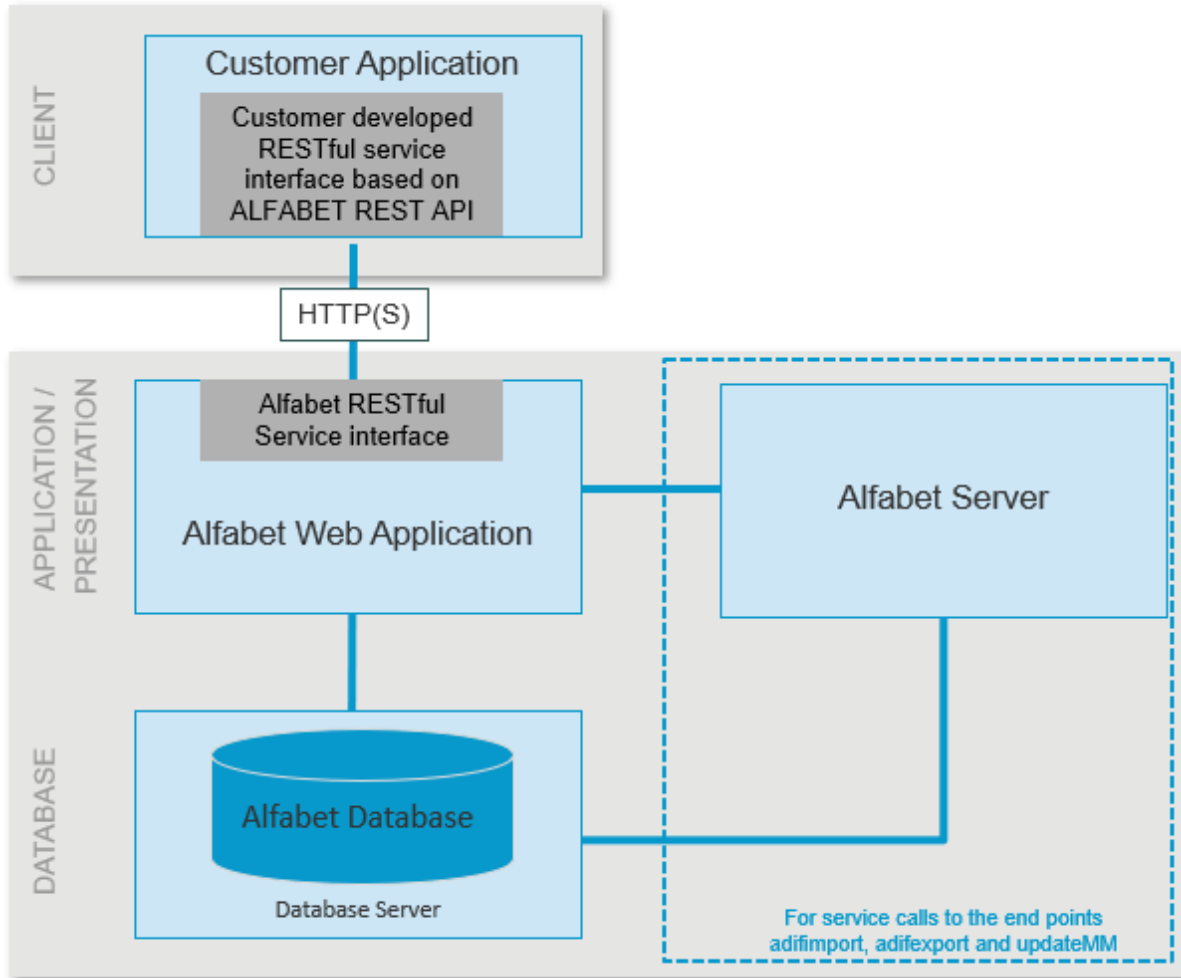 CLIENT
Customer Application
Customer developed
RESTful service
interface based on
ALFABET REST API
HTTP(S)
APPLICATION /
PRESENTATION
Alfabet RESTful
Service interface
Alfabet Web Application
Alfabet Server
DATABASE
Alfabet Database
Database Server
For service calls to the end points
adifimport, adifexport and updateMM